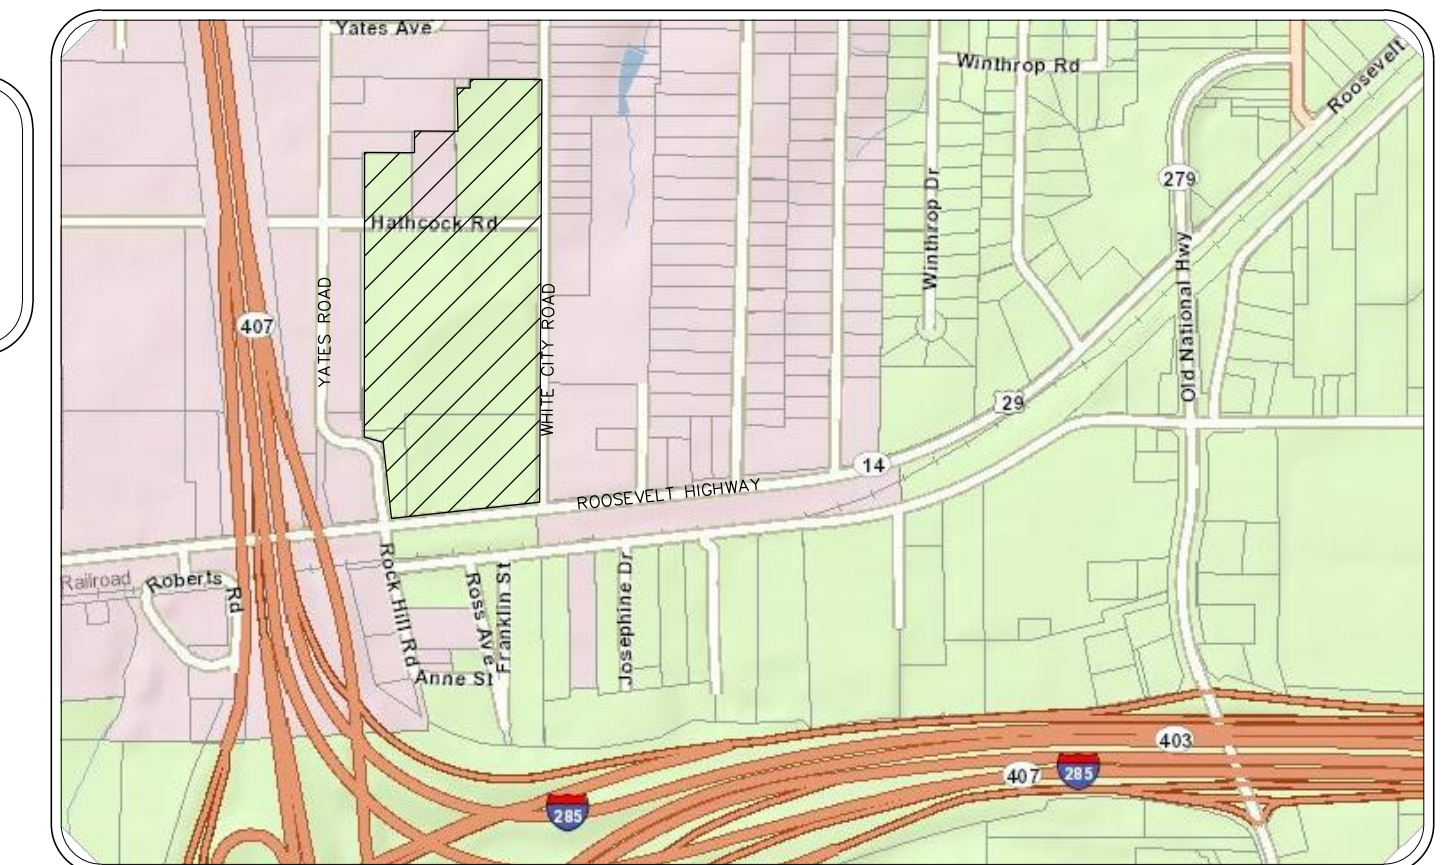 Yates Ave
Winthrop Rd
Roosevelt
279
Hathcock Rd
Winthrop Dr
Old National Hwy
407
YATES ROAD
WHITE CITY ROAD
29
14
ROOSEVELT HIGHWAY
Railroad
Roberts Rd
Rock Hill Rd
Ross Ave
Franklin St
Josephine Dr
Anne St
403
407
285
285